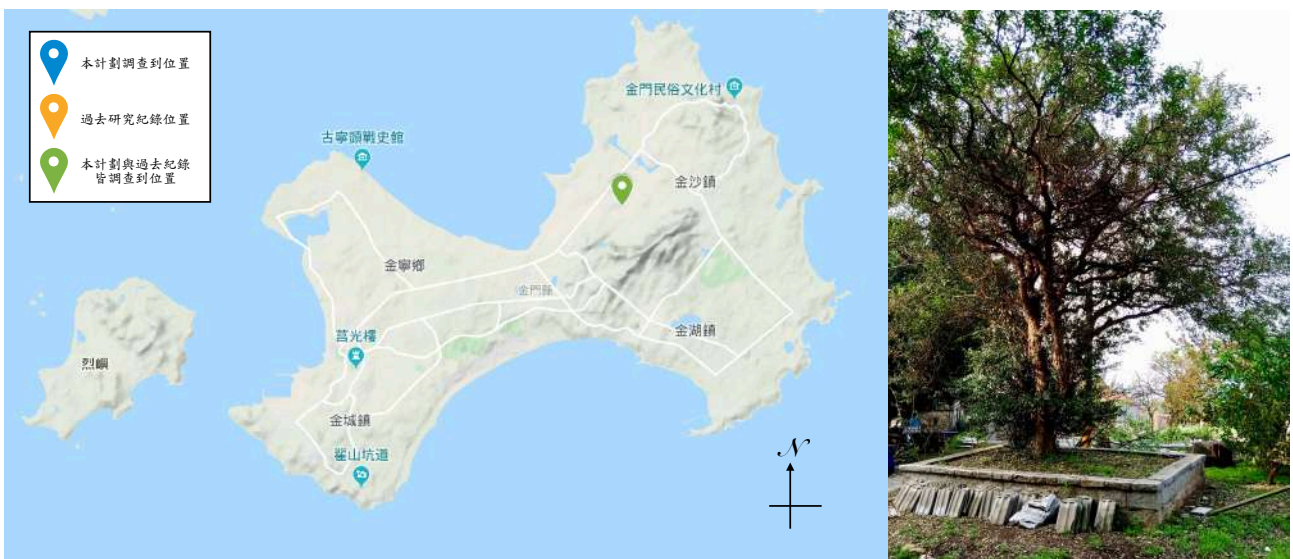 本計劃調查到位置
過去研究紀錄位置
本計劃與過去紀錄
皆調查到位置
金門民俗文化村
古寧頭戰史館
金沙鎮
金寧鄉
金門縣
金湖鎮
莒光樓
烈嶼
金城鎮
翟山坑道
N